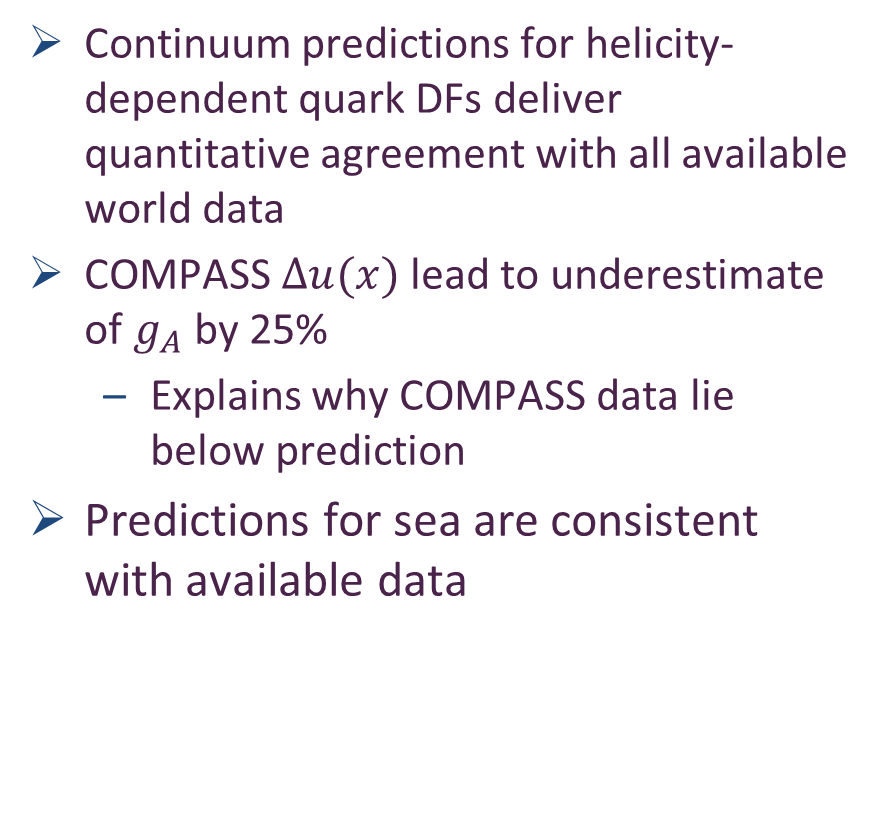 ➢ Continuum predictions for helicity-
dependent quark DFs deliver
quantitative agreement with all available
world data
➢ COMPASS Δu(x) lead to underestimate
of g_A by 25%
– Explains why COMPASS data lie
below prediction
➢ Predictions for sea are consistent
with available data